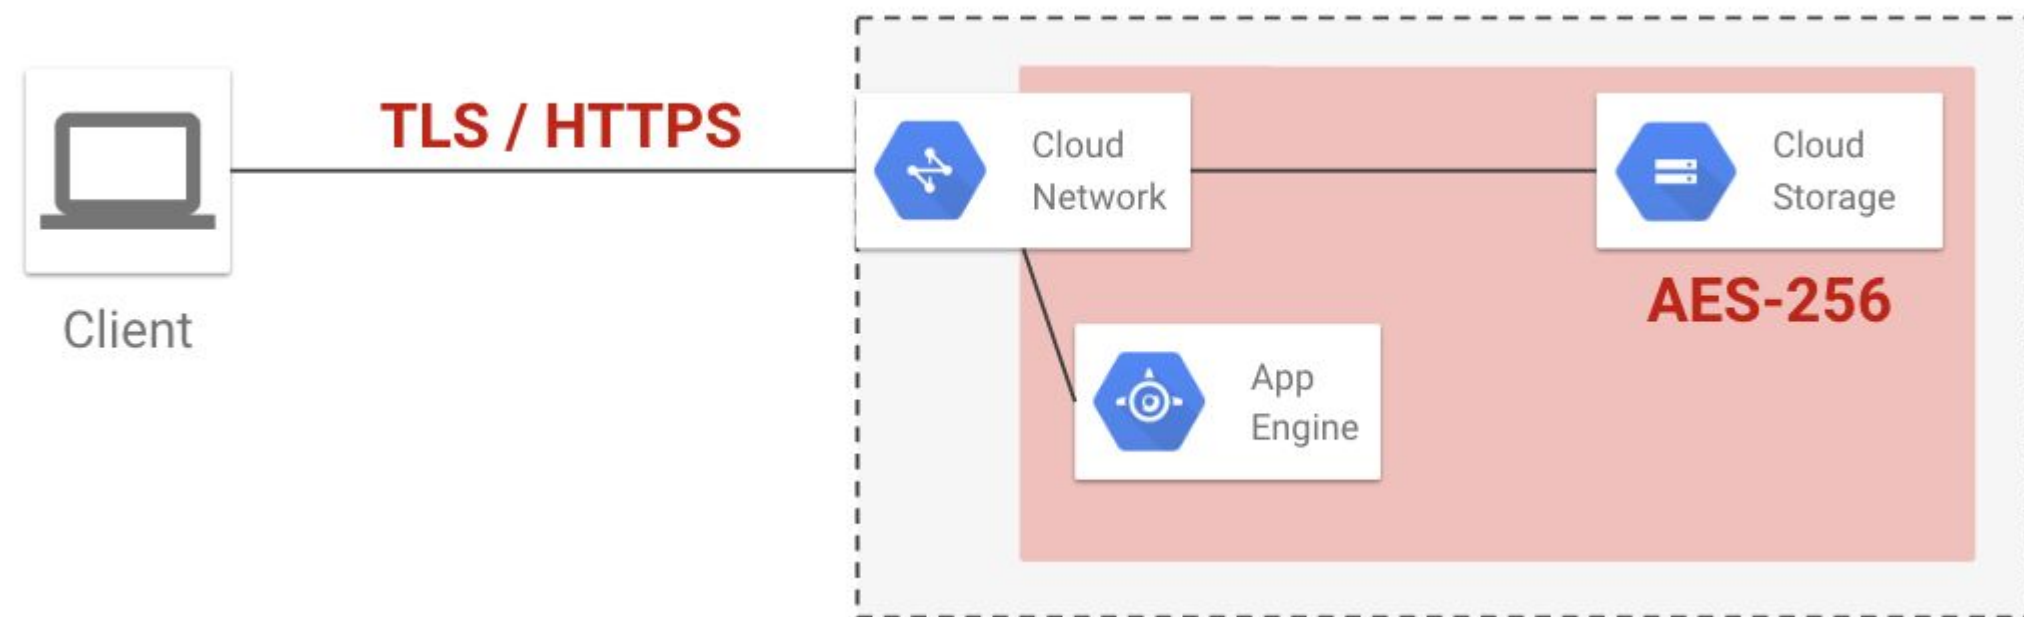 TLS / HTTPS
Client
Cloud
Network
Cloud
Storage
AES-256
App
Engine